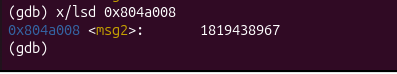 (gdb) x/lsd 0x804a008
0x804a008 <msg2>: 1819438967
(gdb)